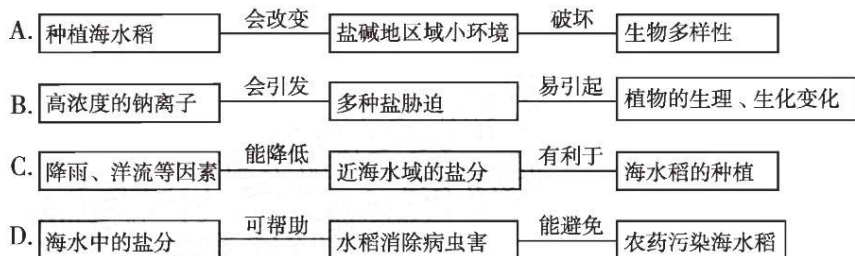 A. 种植海水稻 会改变 盐碱地区域小环境 破坏 生物多样性
B. 高浓度的钠离子 会引发 多种盐胁迫 易引起 植物的生理、生化变化
C. 降雨、洋流等因素 能降低 近海水域的盐分 有利于 海水稻的种植
D. 海水中的盐分 可帮助 水稻消除病虫害 能避免 农药污染海水稻